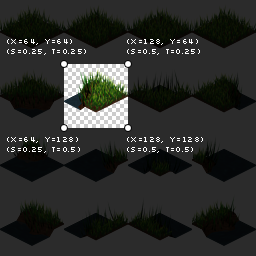 (X=64, Y=64) (X=128, Y=64)
(S=0.25, T=0.25) (S=0.5, T=0.25)
(X=64, Y=128) (X=128, Y=128)
(S=0.25, T=0.5) (S=0.5, T=0.5)